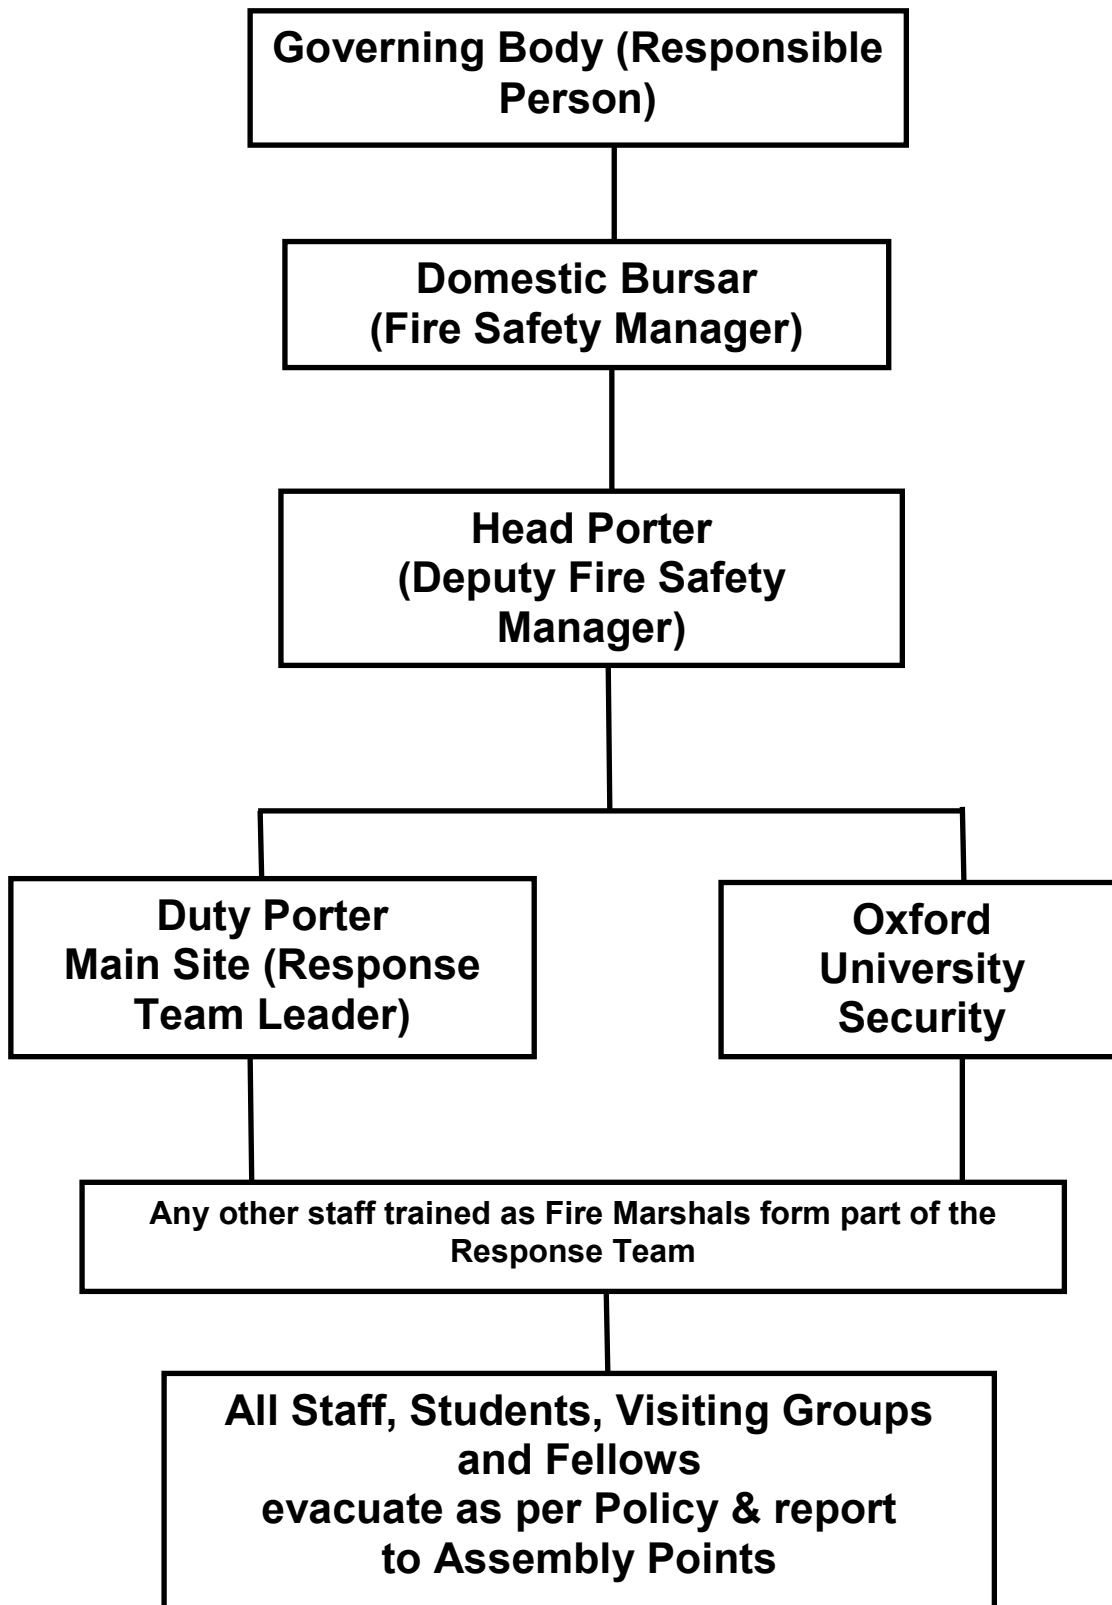 Governing Body (Responsible
Person)
Domestic Bursar
(Fire Safety Manager)
Head Porter
(Deputy Fire Safety
Manager)
Duty Porter
Main Site (Response
Team Leader)
Oxford
University
Security
Any other staff trained as Fire Marshals form part of the
Response Team
All Staff, Students, Visiting Groups
and Fellows
evacuate as per Policy & report
to Assembly Points